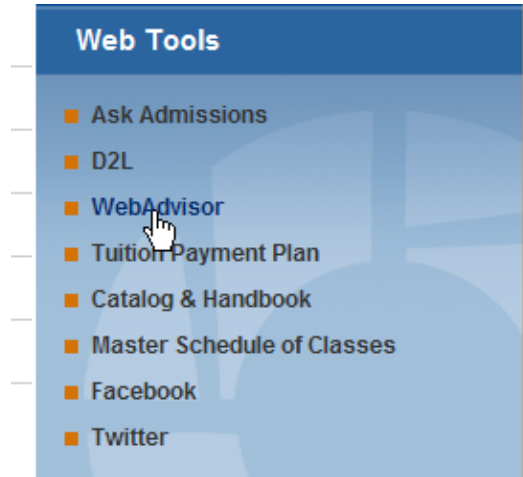 Web Tools
Ask Admissions
D2L
WebAdvisor
Tuition Payment Plan
Catalog & Handbook
Master Schedule of Classes
Facebook
Twitter